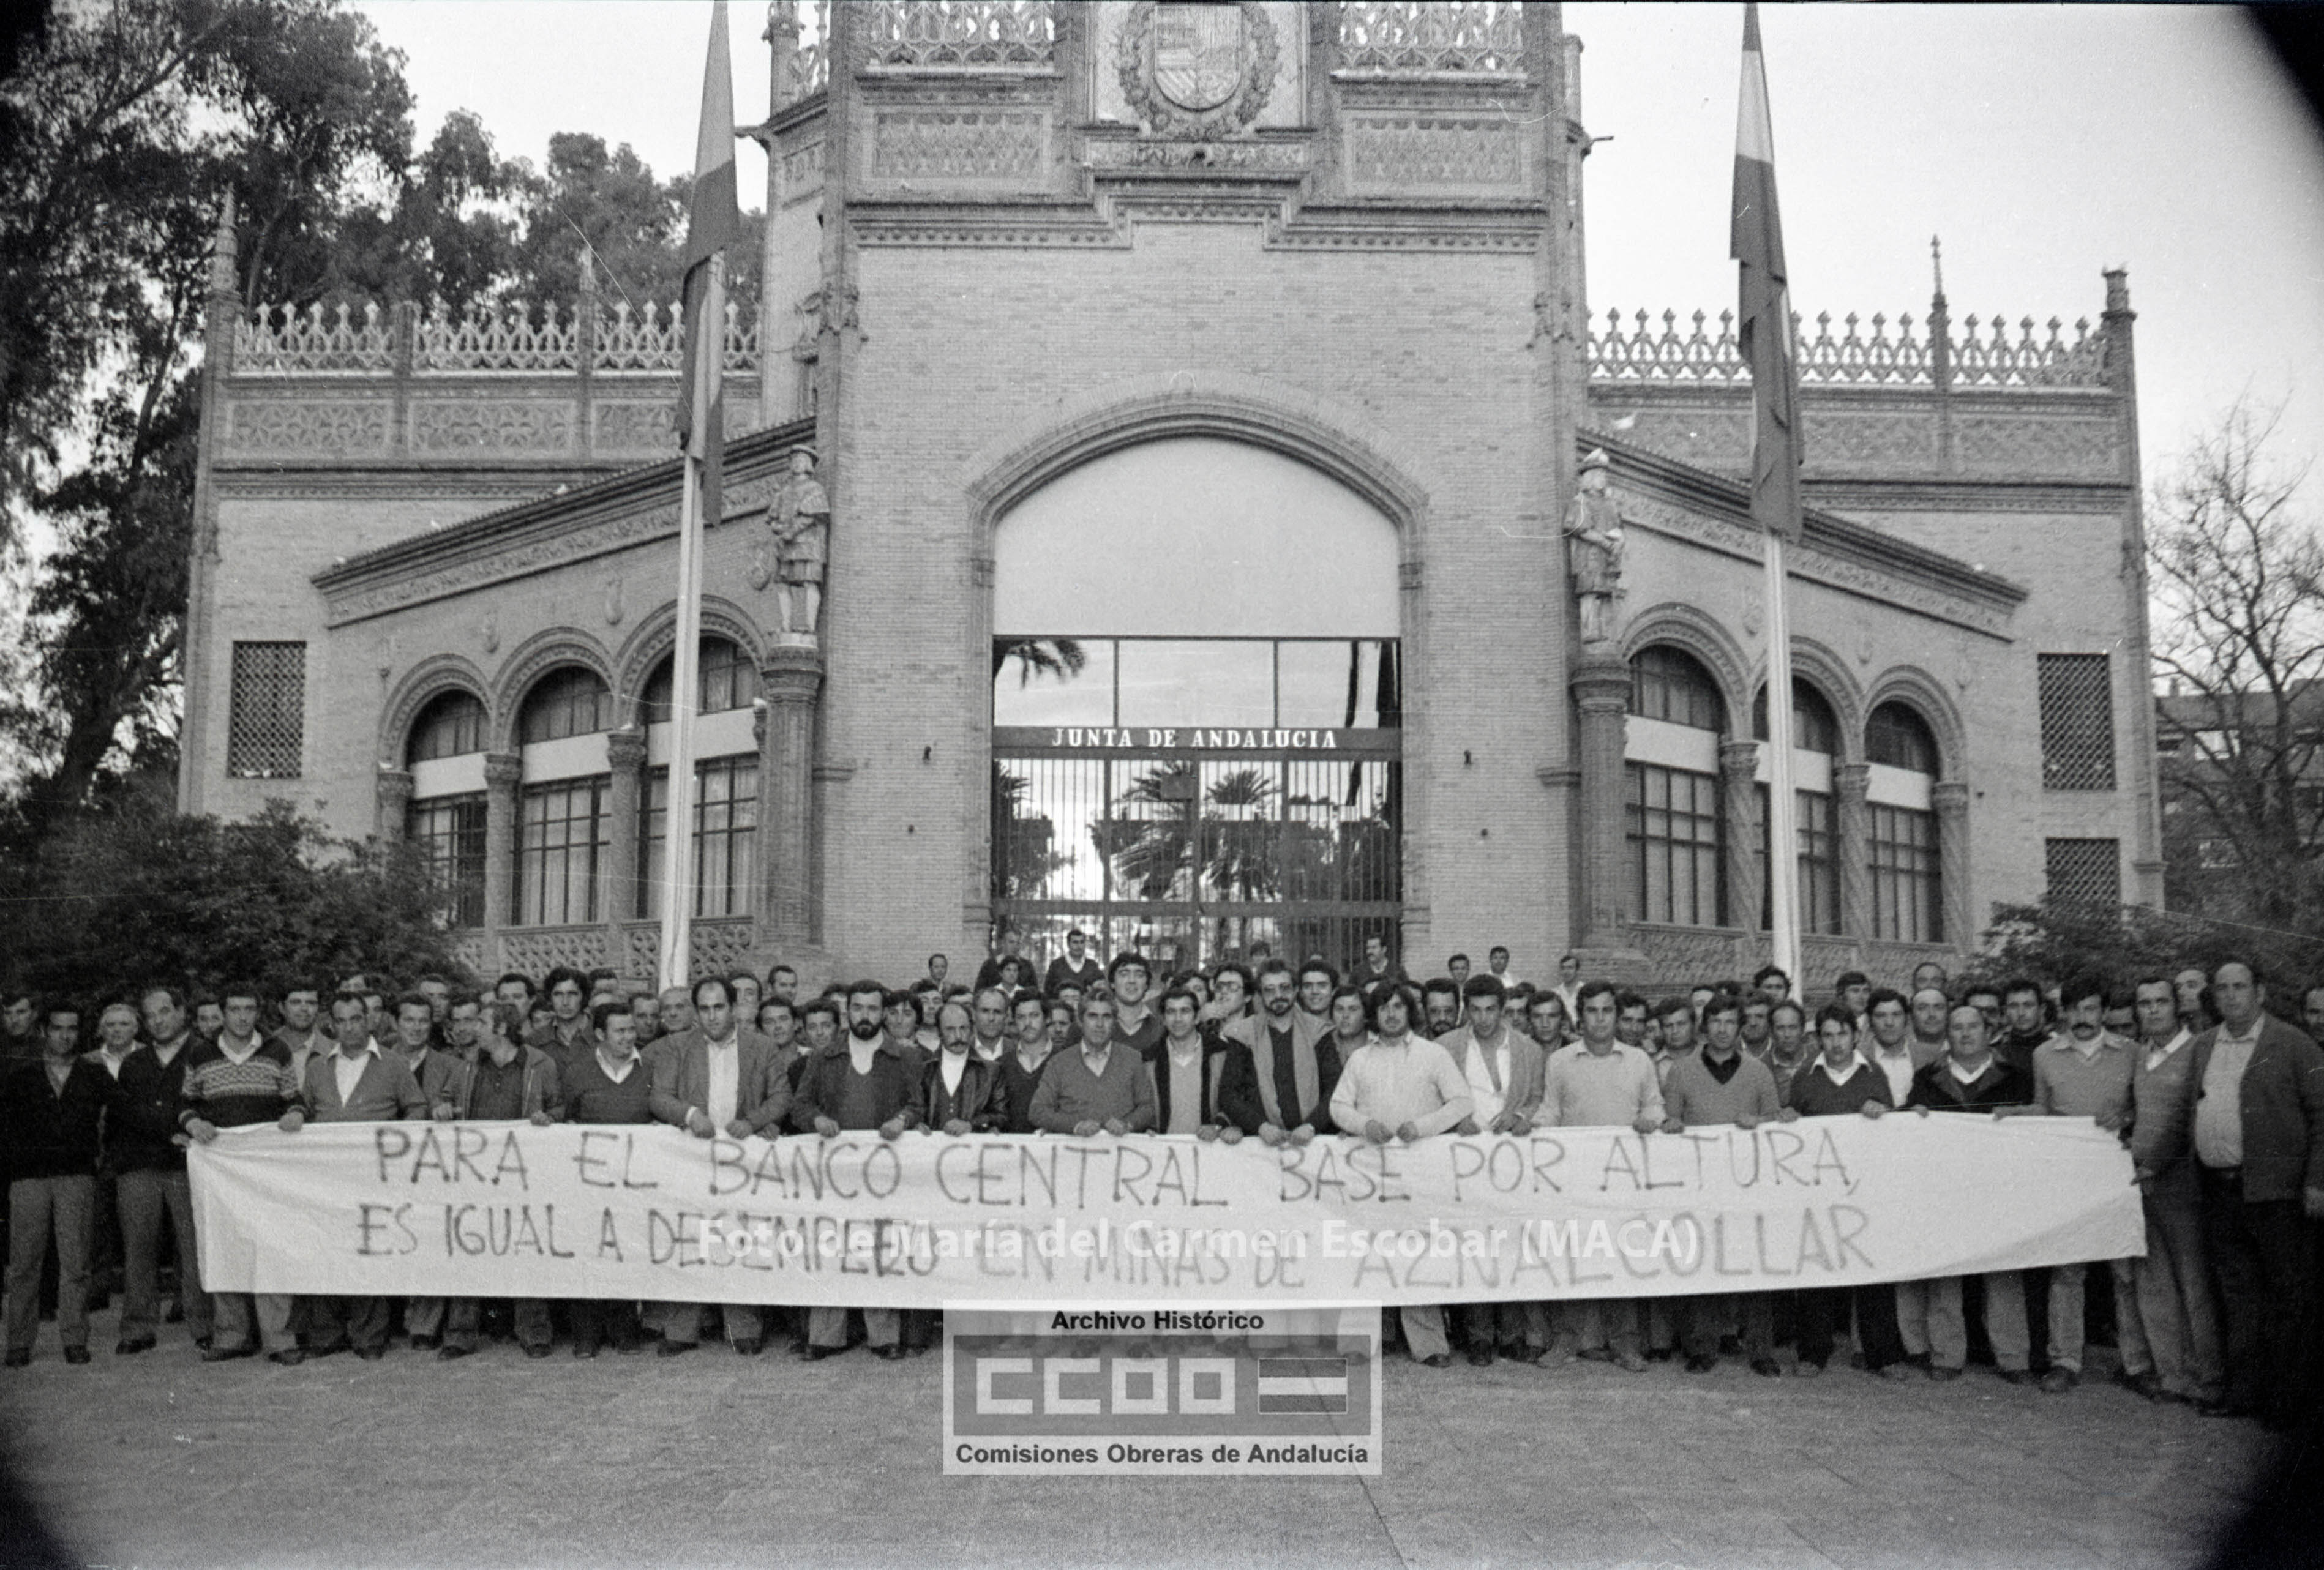 JUNTA DE ANDALUCIA
PARA EL BANCO CENTRAL BASE POR ALTURA,
ES IGUAL A DESEMPLEO EN MINAS DE AZNALCOLLAR
Foto de María del Carmen Escobar (MACA)
Archivo Histórico
CCOO
Comisiones Obreras de Andalucía